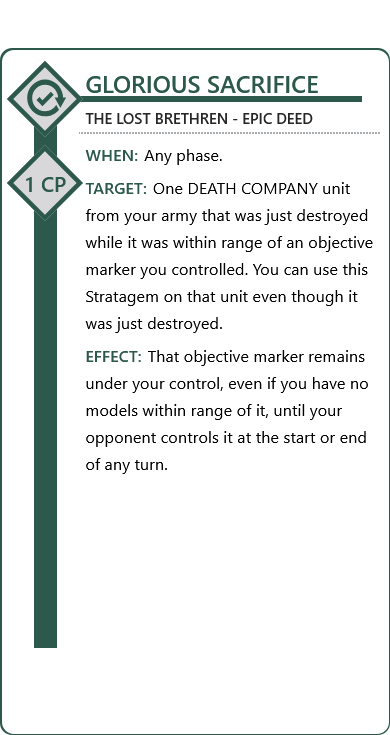 GLORIOUS SACRIFICE
THE LOST BRETHREN - EPIC DEED
WHEN: Any phase.
1 CP
TARGET: One DEATH COMPANY unit
from your army that was just destroyed
while it was within range of an objective
marker you controlled. You can use this
Stratagem on that unit even though it
was just destroyed.
EFFECT: That objective marker remains
under your control, even if you have no
models within range of it, until your
opponent controls it at the start or end
of any turn.